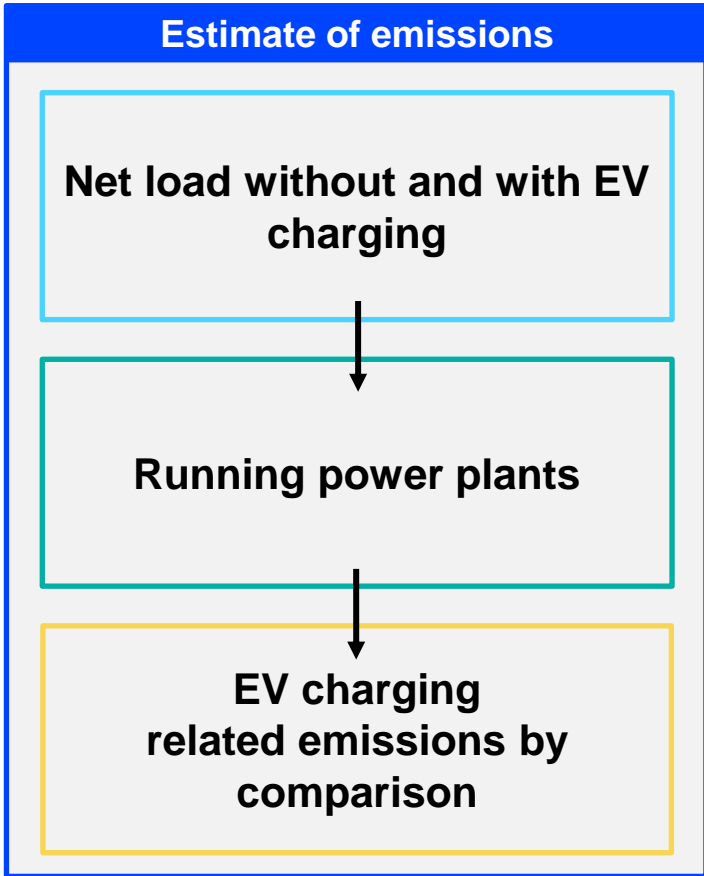 Estimate of emissions
Net load without and with EV
charging
Running power plants
EV charging
related emissions by
comparison